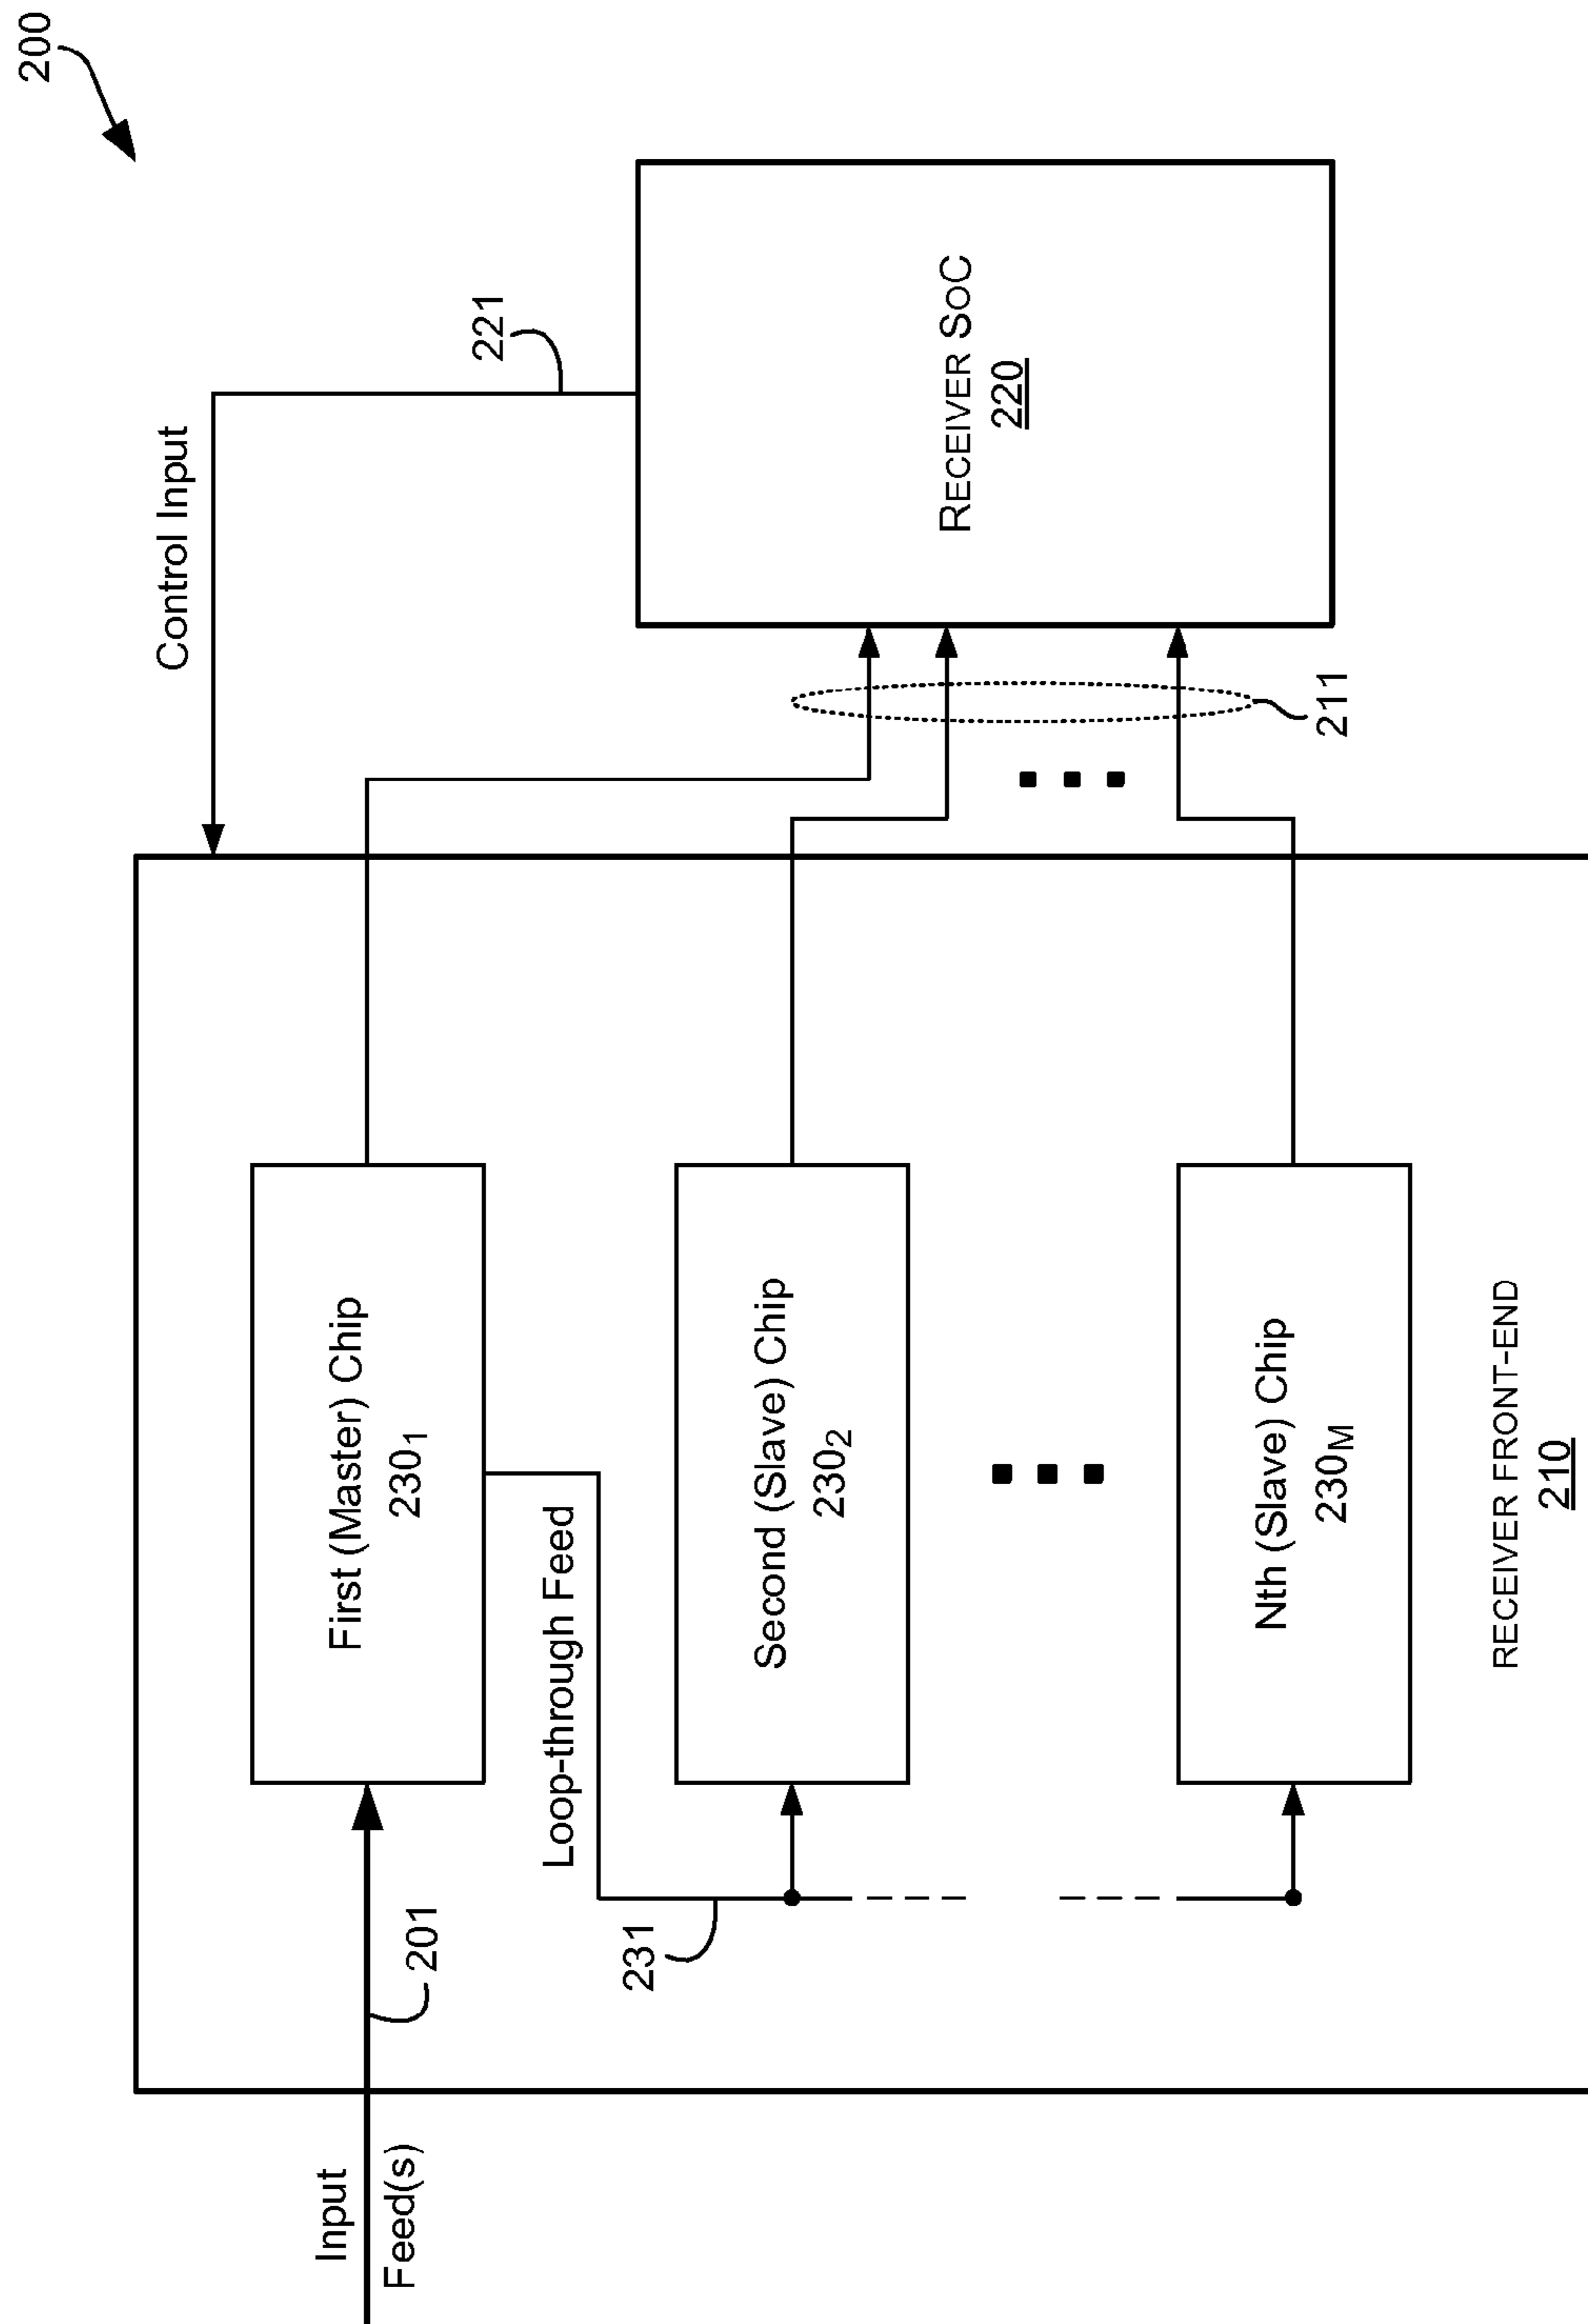 200
Control Input
221
Input
Feed(s)
201
First (Master) Chip
230₁
Loop-through Feed
231
Second (Slave) Chip
230₂
Nth (Slave) Chip
230M
RECEIVER FRONT-END
210
211
RECEIVER SOC
220